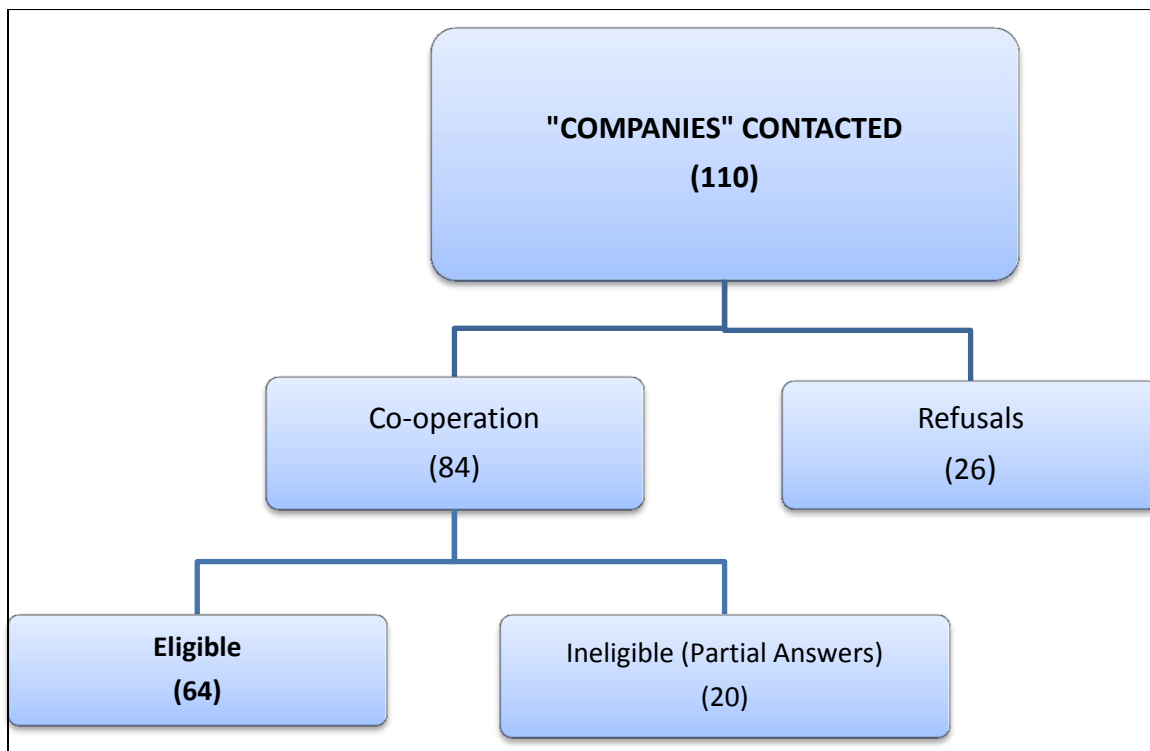 "COMPANIES" CONTACTED
(110)
Co-operation
(84)
Refusals
(26)
Eligible
(64)
Ineligible (Partial Answers)
(20)